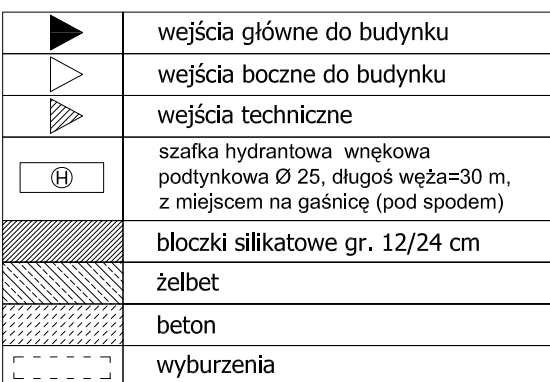 wejścia główne do budynku
wejścia boczne do budynku
wejścia techniczne
szafka hydrantowa wnękowa
H podtynkowa Ø 25, długoś węża=30 m,
z miejscem na gaśnicę (pod spodem)
bloczki silikatowe gr. 12/24 cm
żelbet
beton
wyburzenia